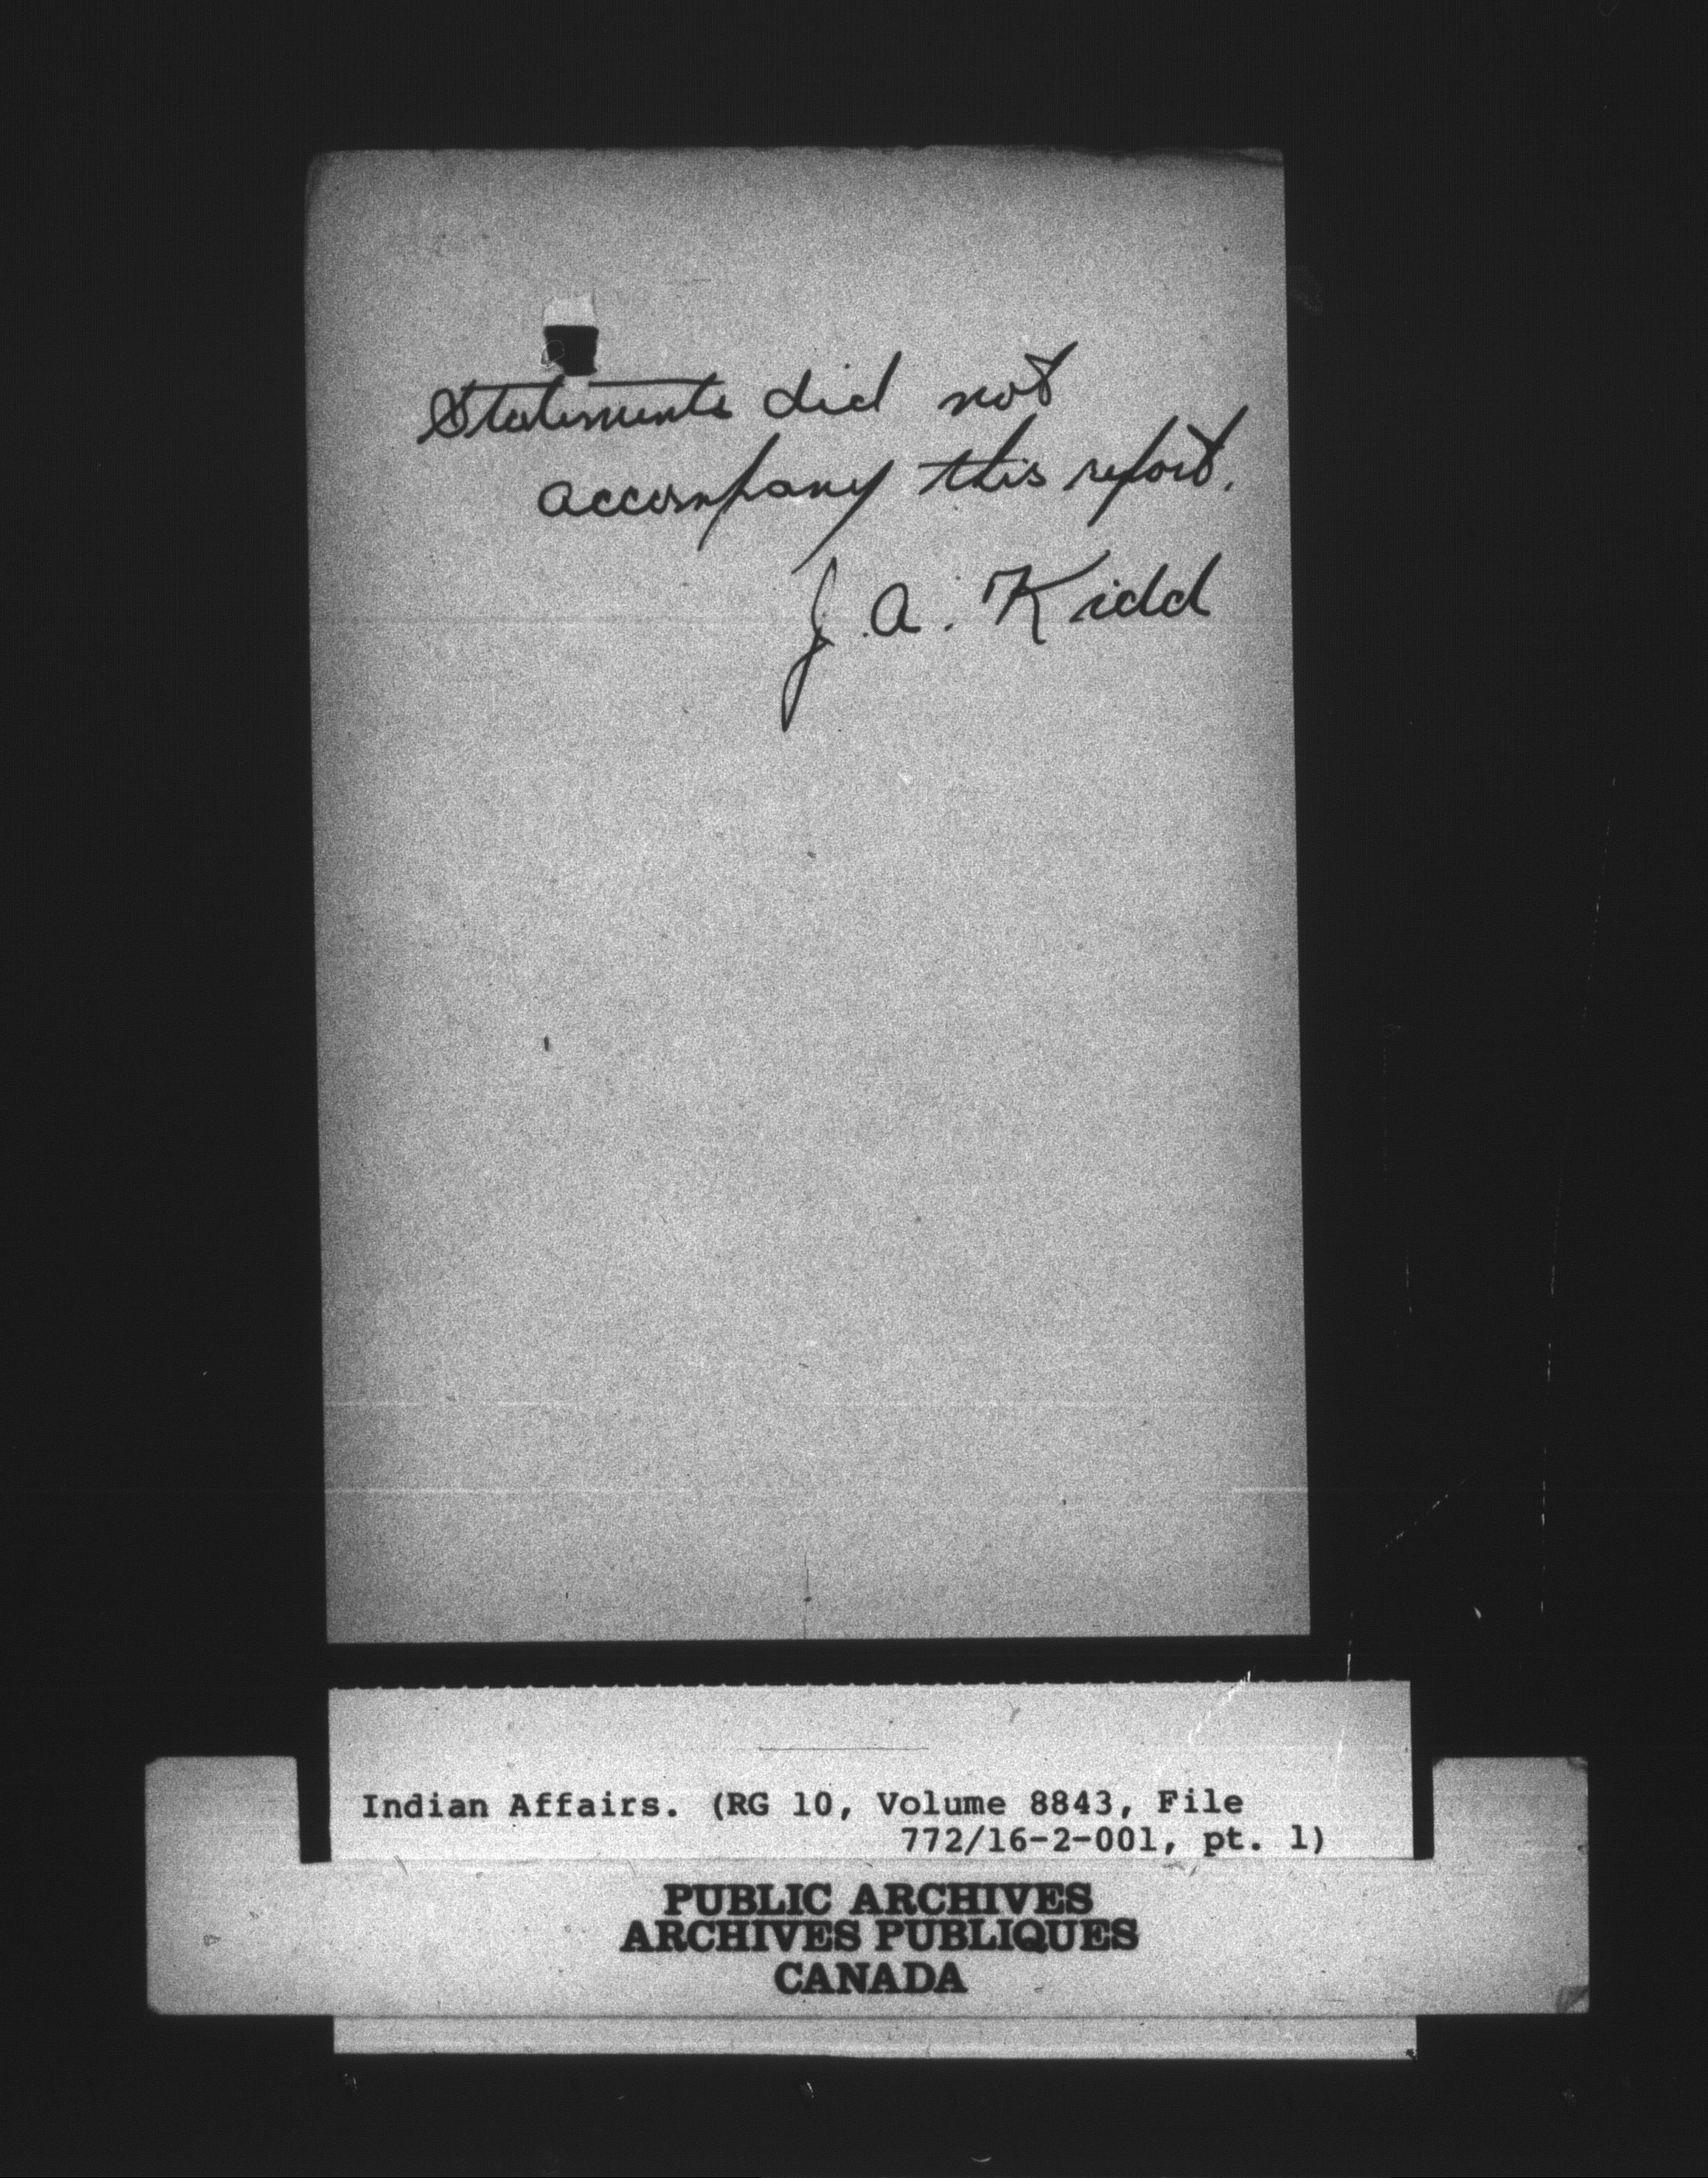 Statements did not
accompany this report.
J. A. Kidd
Indian Affairs. (RG 10, Volume 8843, File
772/16-2-001, pt. 1)
PUBLIC ARCHIVES
ARCHIVES PUBLIQUES
CANADA